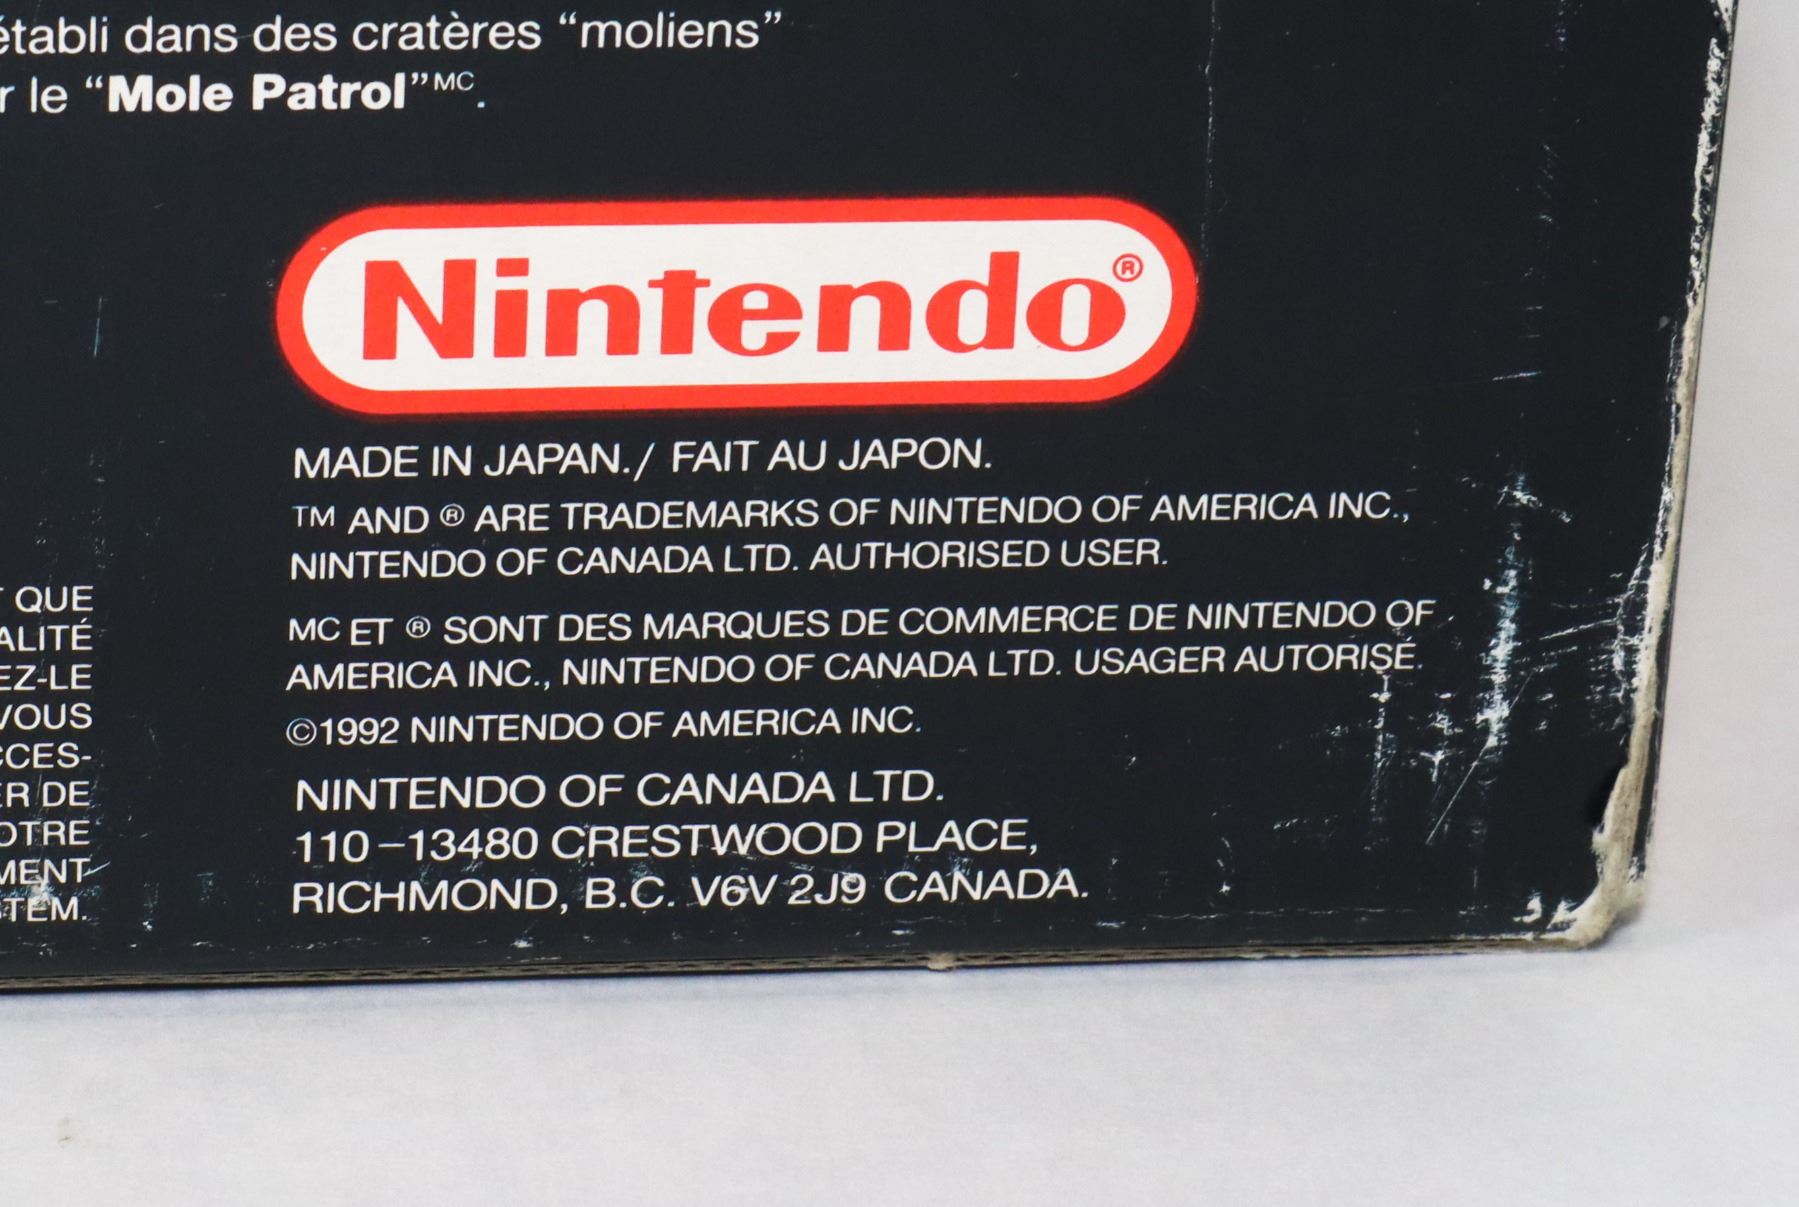 établi dans des cratères “moliens”
r le “Mole Patrol”MC.
Nintendo®
MADE IN JAPAN./ FAIT AU JAPON.
TM AND ® ARE TRADEMARKS OF NINTENDO OF AMERICA INC.,
NINTENDO OF CANADA LTD. AUTHORISED USER.
MC ET ® SONT DES MARQUES DE COMMERCE DE NINTENDO OF
AMERICA INC., NINTENDO OF CANADA LTD. USAGER AUTORISÉ.
©1992 NINTENDO OF AMERICA INC.
NINTENDO OF CANADA LTD.
110–13480 CRESTWOOD PLACE,
RICHMOND, B.C. V6V 2J9 CANADA.
QUE
ALITÉ
EZ-LE
VOUS
CCES-
ER DE
OTRE
MENT
STEM.